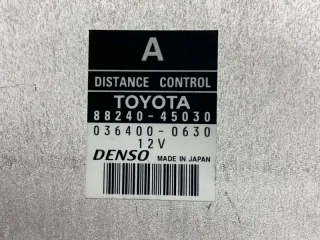 A
DISTANCE CONTROL
TOYOTA
88240-45030
036400-0630
12V
DENSO MADE IN JAPAN